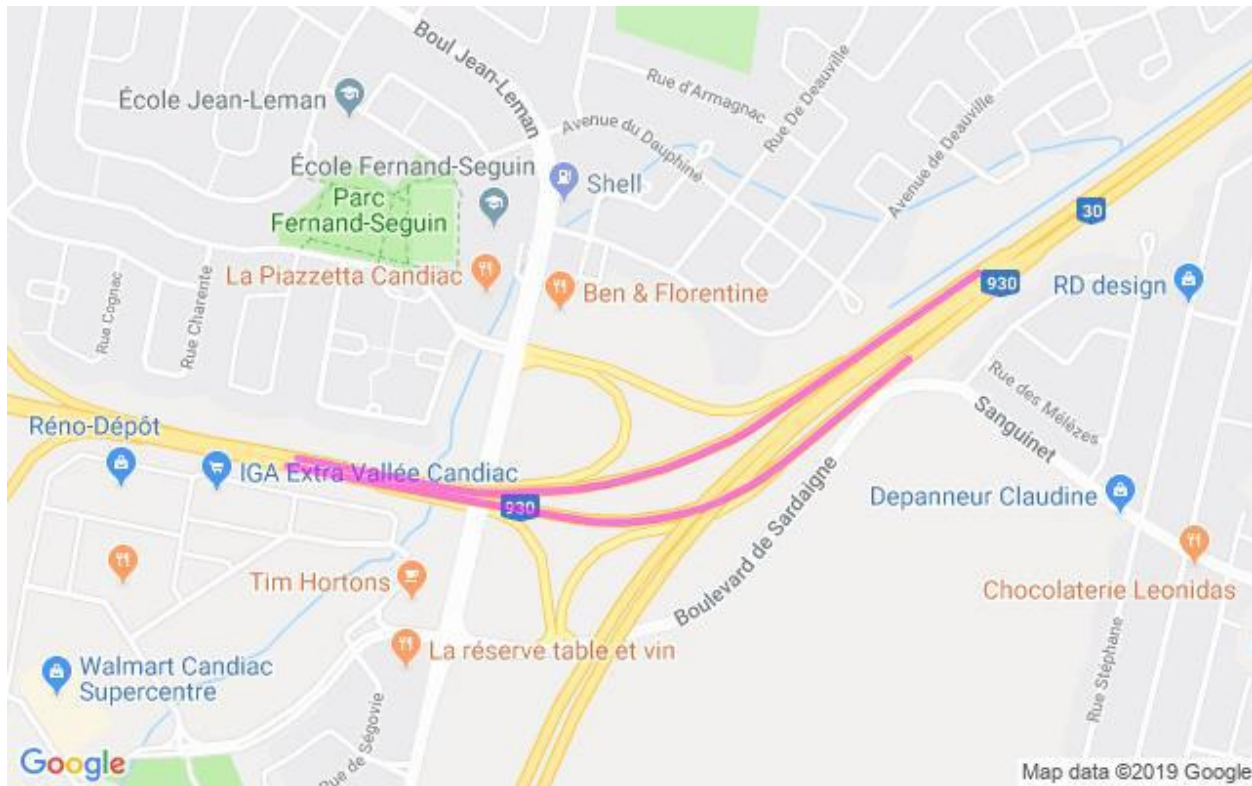 Boul Jean-Leman
École Jean-Leman
Rue d'Armagnac
Rue De Deauville
Avenue de Deauville
Avenue du Dauphiné
École Fernand-Seguin
Shell
Parc
Fernand-Seguin
30
La Piazzetta Candiac
Ben & Florentine
930
RD design
Rue Cognac
Rue Charente
Rue des Mélèzes
Sanguinet
Réno-Dépôt
IGA Extra Vallée Candiac
930
Depanneur Claudine
Boulevard de Sardaigne
Tim Hortons
Chocolaterie Leonidas
La réserve table et vin
Walmart Candiac
Supercentre
Rue Stéphane
Rue de Ségovie
Google
Map data ©2019 Google